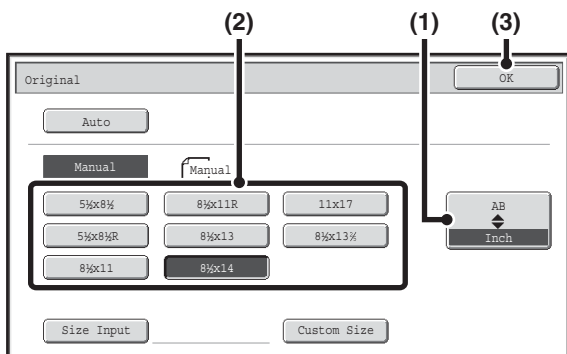 (2) (1) (3)
Original OK
Auto
Manual Manual
5½x8½ 8½x11R 11x17
AB
5½x8½R 8½x13 8½x13⅖
Inch
8½x11 8½x14
Size Input Custom Size